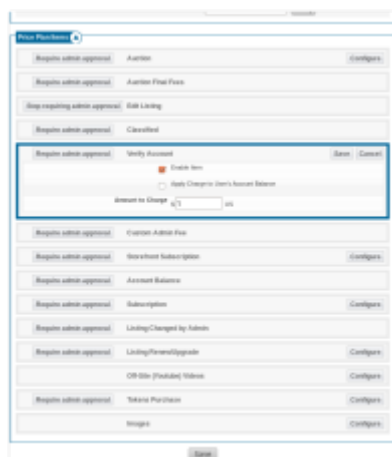 Price Plan Items
Require admin approval Auction Configure
Require admin approval Auction Final Fees
Stop requiring admin approval Edit Listing
Require admin approval Classified
Require admin approval Verify Account Save Cancel
Enable Item
Apply Charge to User's Account Balance
Amount to Charge $
Require admin approval Custom Admin Fee
Require admin approval Storefront Subscription Configure
Require admin approval Account Balance
Require admin approval Subscription Configure
Require admin approval Listing Changed by Admin
Require admin approval Listing Renew/Upgrade Configure
Off-Site (Youtube) Videos Configure
Require admin approval Tokens Purchase Configure
Images Configure
Save